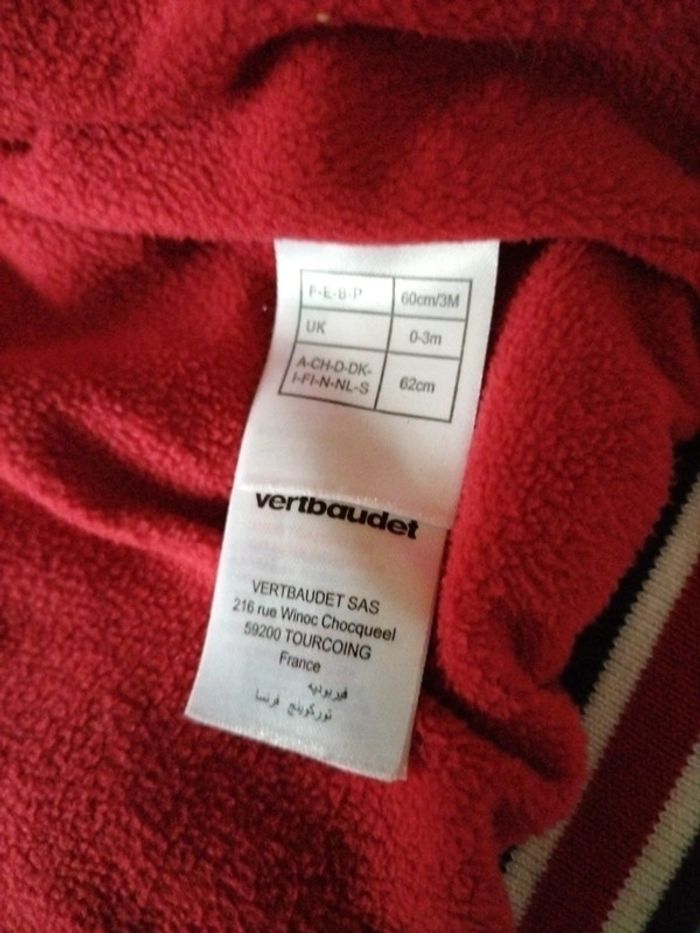 F-E-B-P 60cm/3M
UK 0-3m
A-CH-D-DK-
I-FI-N-NL-S 62cm
vertbaudet
VERTBAUDET SAS
216 rue Winoc Chocqueel
59200 TOURCOING
France
فيربوديه
توركوينج فرنسا